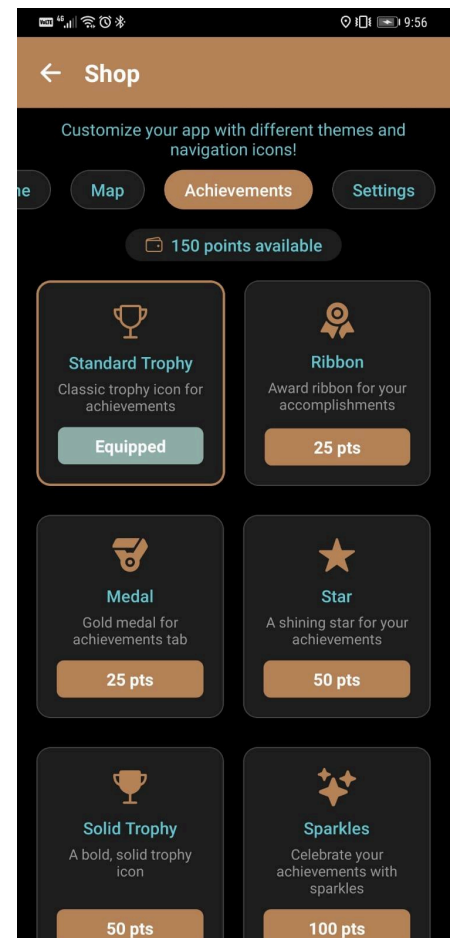 VoLTE 4G 9:56
Shop
Customize your app with different themes and
navigation icons!
ne Map Achievements Settings
150 points available
Standard Trophy
Classic trophy icon for
achievements
Equipped
Ribbon
Award ribbon for your
accomplishments
25 pts
Medal
Gold medal for
achievements tab
25 pts
Star
A shining star for your
achievements
50 pts
Solid Trophy
A bold, solid trophy
icon
50 pts
Sparkles
Celebrate your
achievements with
sparkles
100 pts